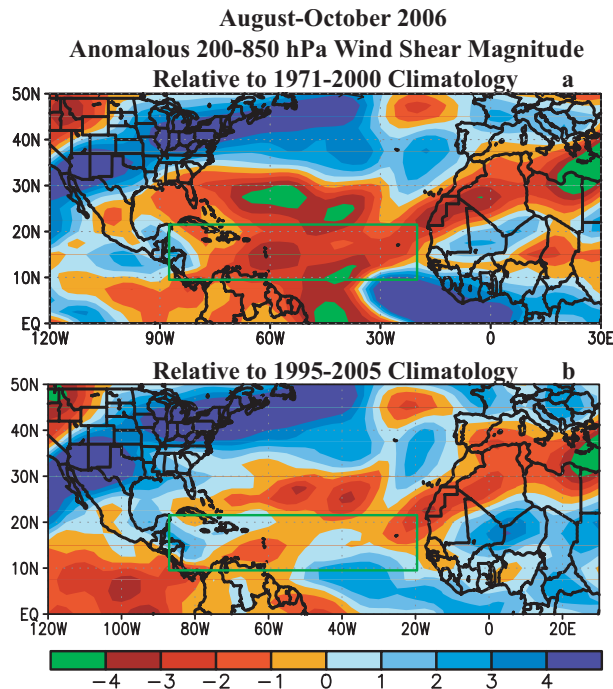 August-October 2006
Anomalous 200-850 hPa Wind Shear Magnitude
Relative to 1971-2000 Climatology a
50N
40N
30N
20N
10N
EQ
120W 90W 60W 30W 0 30E
Relative to 1995-2005 Climatology b
50N
40N
30N
20N
10N
EQ
120W 100W 80W 60W 40W 20W 0 20E
-4 -3 -2 -1 0 1 2 3 4